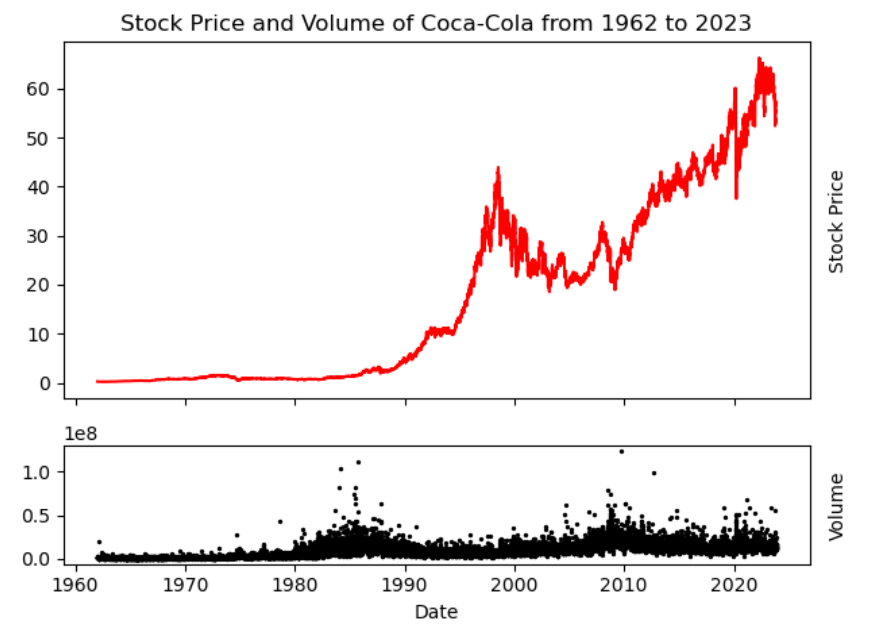 Stock Price and Volume of Coca-Cola from 1962 to 2023
60
50
40
30
20
10
0
Stock Price
1e8
1.0
0.5
0.0
Volume
1960 1970 1980 1990 2000 2010 2020
Date